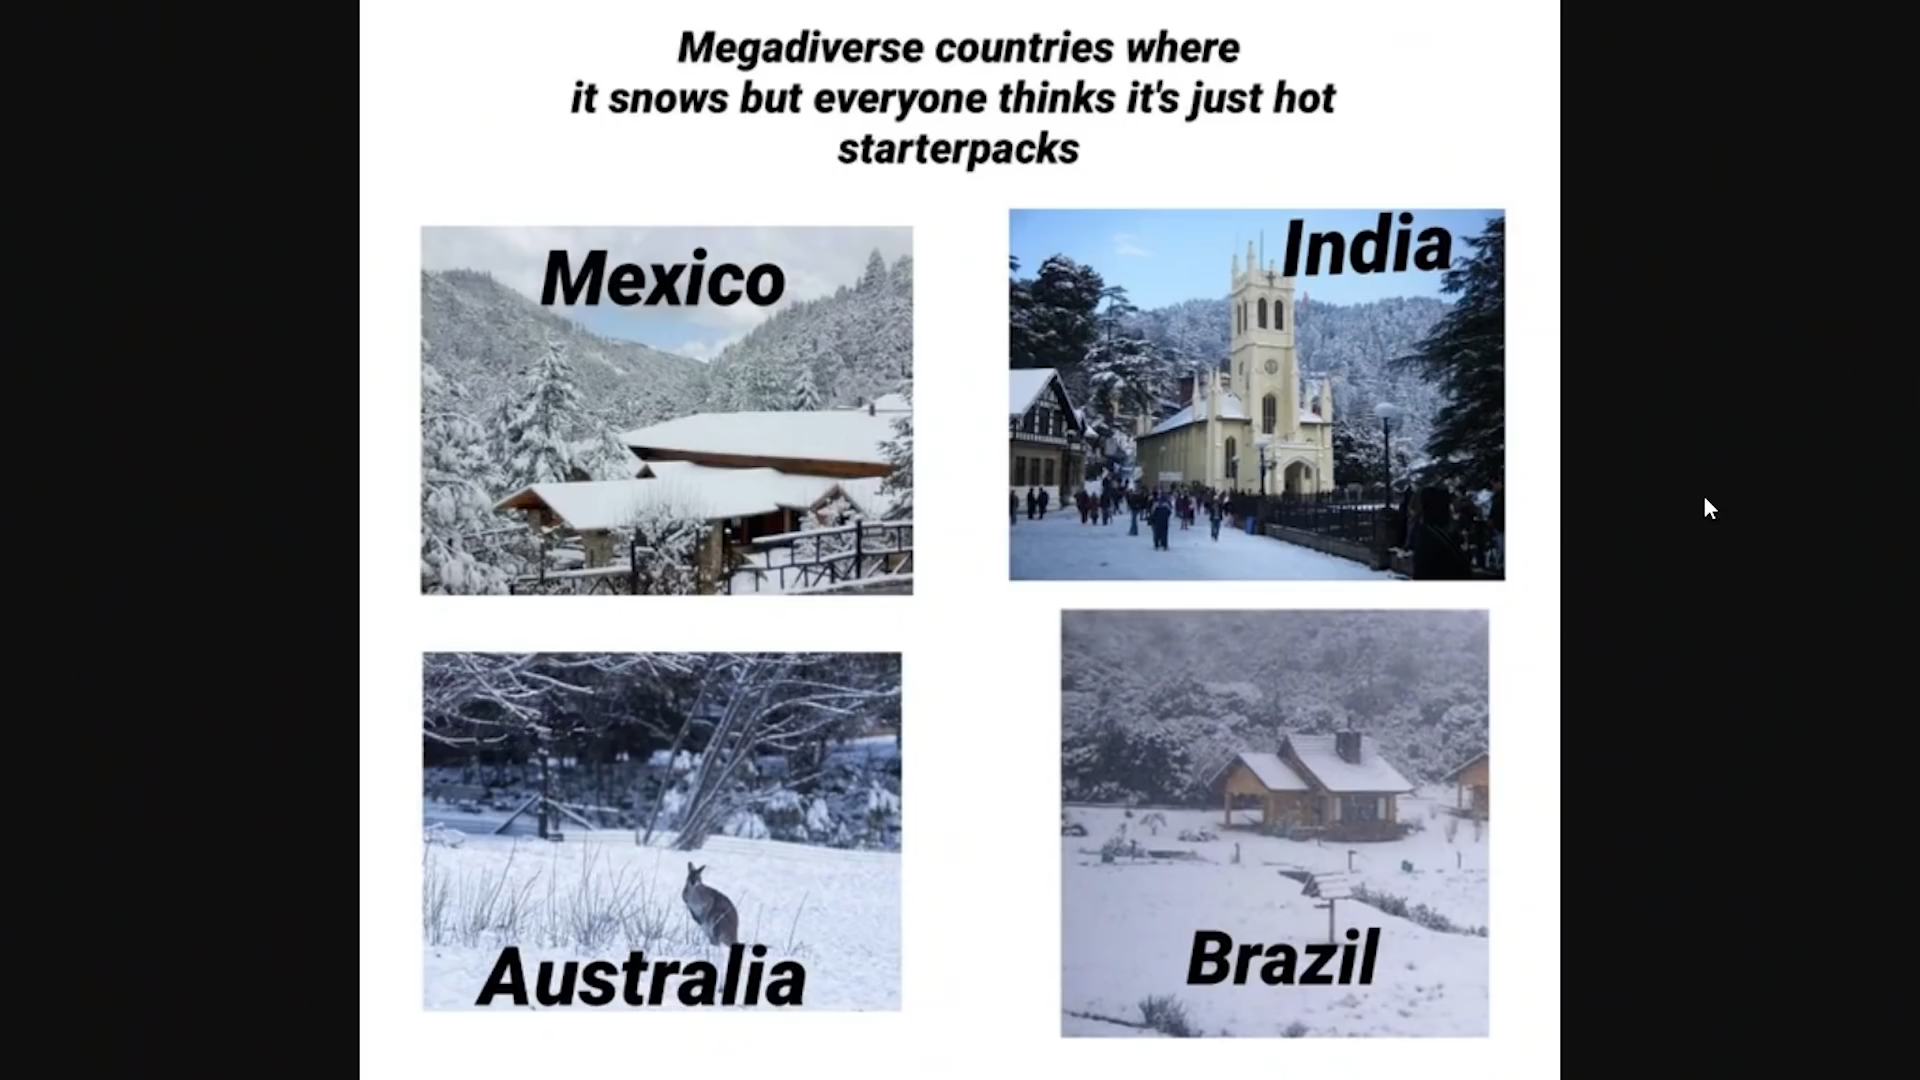 Megadiverse countries where
it snows but everyone thinks it's just hot
starterpacks
Mexico
India
Australia
Brazil